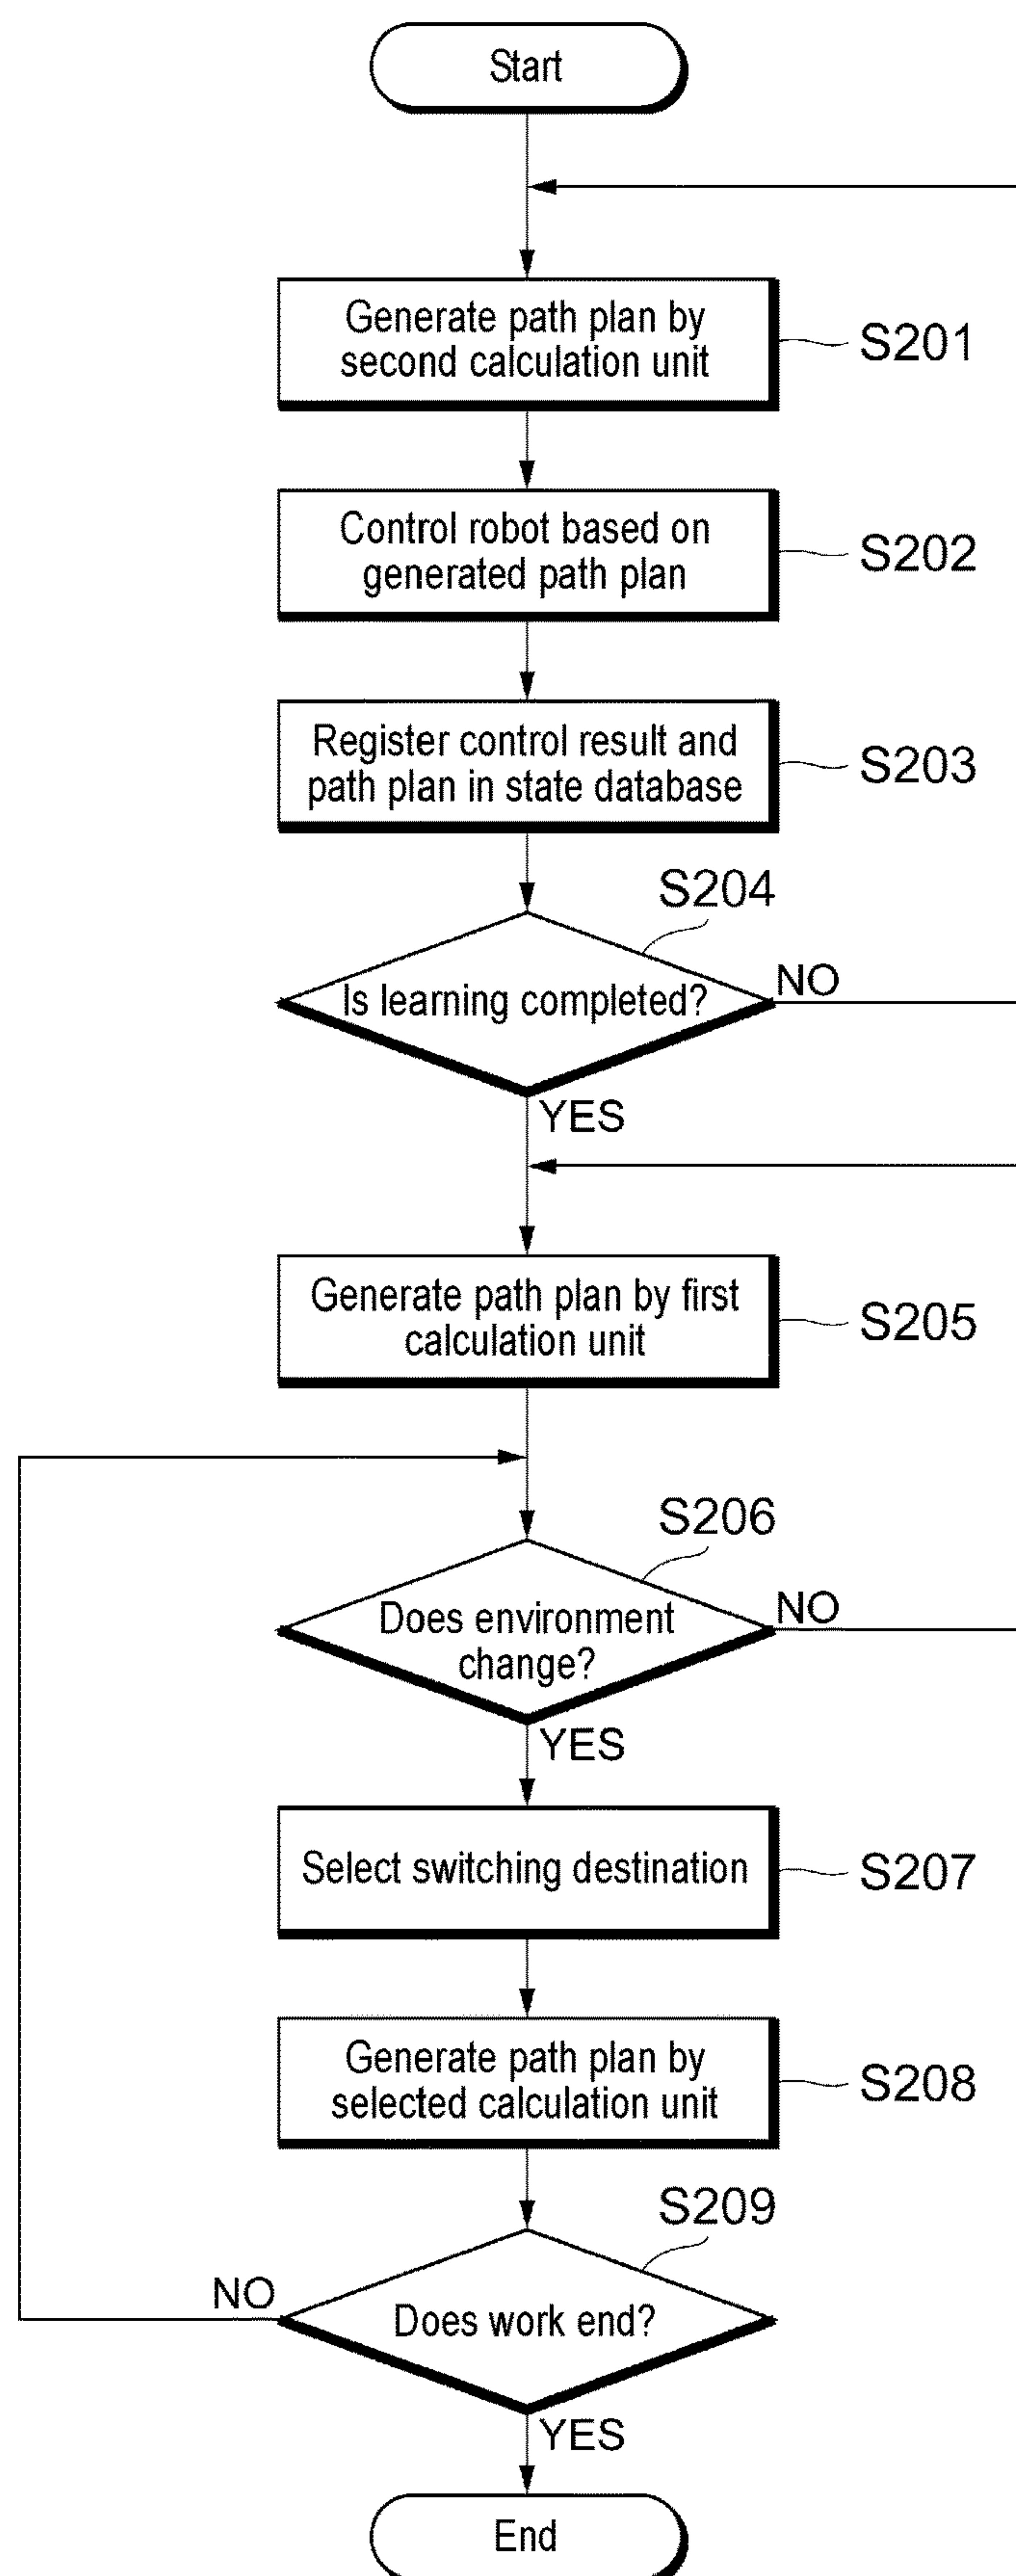 Start
Generate path plan by
second calculation unit
S201
Control robot based on
generated path plan
S202
Register control result and
path plan in state database
S203
S204
Is learning completed?
NO
YES
Generate path plan by first
calculation unit
S205
S206
Does environment
change?
NO
YES
Select switching destination
S207
Generate path plan by
selected calculation unit
S208
S209
NO
Does work end?
YES
End